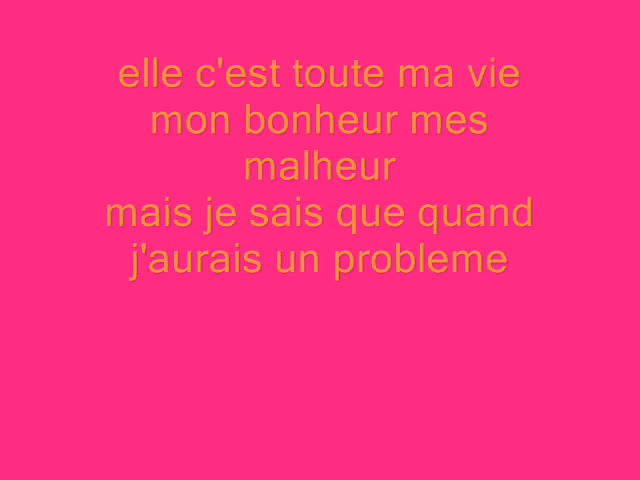 elle c'est toute ma vie
mon bonheur mes
malheur
mais je sais que quand
j'aurais un probleme